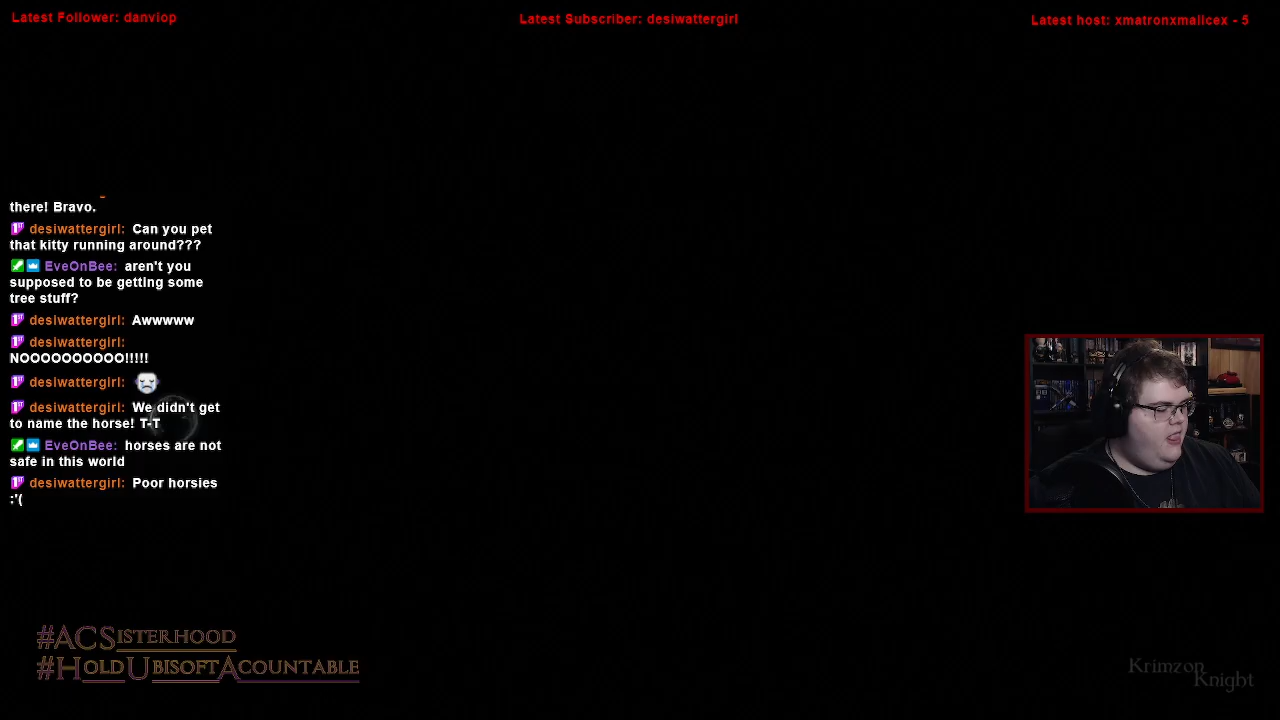 Latest Follower: danviop
Latest Subscriber: desiwattergirl
Latest host: xmatronxmalicex - 5
there! Bravo.
desiwattergirl: Can you pet
that kitty running around???
EveOnBee: aren't you
supposed to be getting some
tree stuff?
desiwattergirl: Awwwww
desiwattergirl:
NOOOOOOOOOO!!!!!
desiwattergirl:
desiwattergirl: We didn't get
to name the horse! T-T
EveOnBee: horses are not
safe in this world
desiwattergirl: Poor horsies
:'(
#ACSisterhood
#HoldUbisoftAcountable
Krimzon
Knight